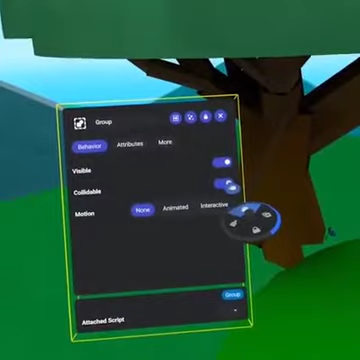 Group
Behavior Attributes More
Visible
Collidable
Motion None Animated Interactive
Group
Attached Script